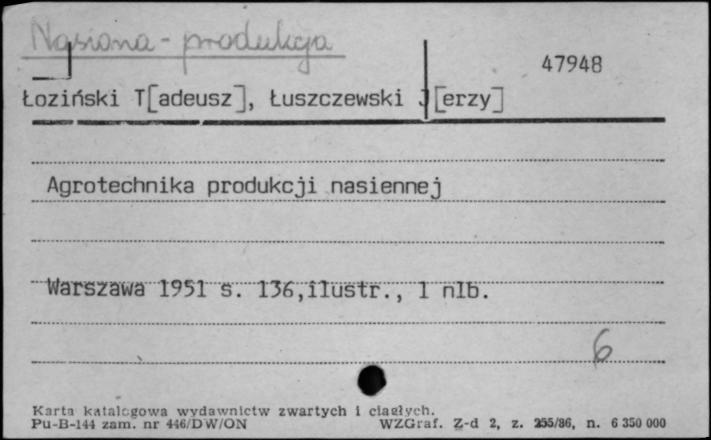 Nasiona - produkcja
47948
Łoziński T[adeusz], Łuszczewski J[erzy]
Agrotechnika produkcji nasiennej
Warszawa 1951 s. 136,ilustr., 1 nlb.
6
Karta katalogowa wydawnictw zwartych i ciągłych.
Pu-B-144 zam. nr 446/DW/ON WZGraf. Z-d 2, z. 255/86, n. 6 350 000